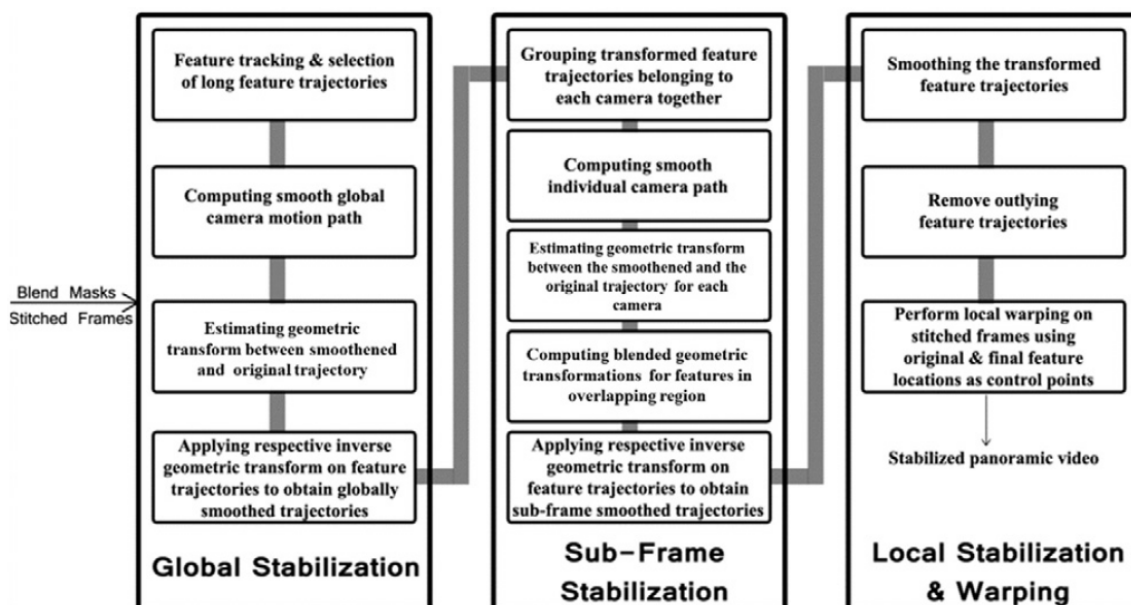 Blend Masks
Stitched Frames
Feature tracking & selection
of long feature trajectories
Computing smooth global
camera motion path
Estimating geometric
transform between smoothened
and original trajectory
Applying respective inverse
geometric transform on feature
trajectories to obtain globally
smoothed trajectories
Global Stabilization
Grouping transformed feature
trajectories belonging to
each camera together
Computing smooth
individual camera path
Estimating geometric transform
between the smoothened and the
original trajectory for each
camera
Computing blended geometric
transformations for features in
overlapping region
Applying respective inverse
geometric transform on
feature trajectories to obtain
sub-frame smoothed trajectories
Sub-Frame
Stabilization
Smoothing the transformed
feature trajectories
Remove outlying
feature trajectories
Perform local warping on
stitched frames using
original & final feature
locations as control points
Stabilized panoramic video
Local Stabilization
& Warping